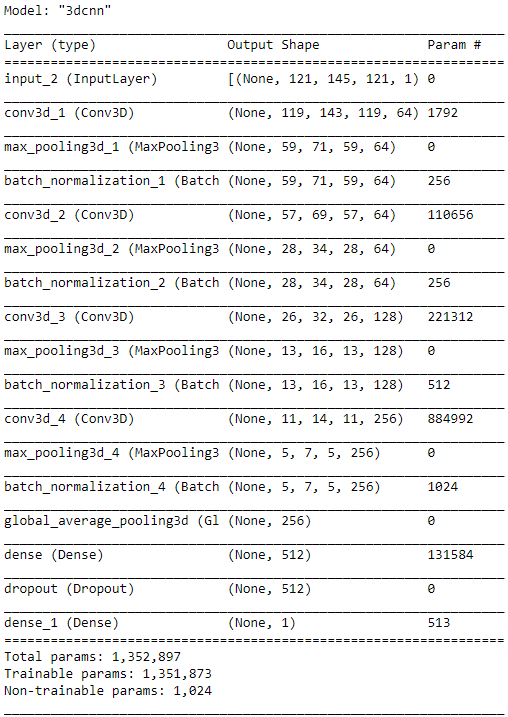 Model: "3dcnn"
_________________________________________________________________
Layer (type)                 Output Shape              Param #
=================================================================
input_2 (InputLayer)         [(None, 121, 145, 121, 1) 0
_________________________________________________________________
conv3d_1 (Conv3D)            (None, 119, 143, 119, 64) 1792
_________________________________________________________________
max_pooling3d_1 (MaxPooling3 (None, 59, 71, 59, 64)    0
_________________________________________________________________
batch_normalization_1 (Batch (None, 59, 71, 59, 64)    256
_________________________________________________________________
conv3d_2 (Conv3D)            (None, 57, 69, 57, 64)    110656
_________________________________________________________________
max_pooling3d_2 (MaxPooling3 (None, 28, 34, 28, 64)    0
_________________________________________________________________
batch_normalization_2 (Batch (None, 28, 34, 28, 64)    256
_________________________________________________________________
conv3d_3 (Conv3D)            (None, 26, 32, 26, 128)   221312
_________________________________________________________________
max_pooling3d_3 (MaxPooling3 (None, 13, 16, 13, 128)   0
_________________________________________________________________
batch_normalization_3 (Batch (None, 13, 16, 13, 128)   512
_________________________________________________________________
conv3d_4 (Conv3D)            (None, 11, 14, 11, 256)   884992
_________________________________________________________________
max_pooling3d_4 (MaxPooling3 (None, 5, 7, 5, 256)      0
_________________________________________________________________
batch_normalization_4 (Batch (None, 5, 7, 5, 256)      1024
_________________________________________________________________
global_average_pooling3d (Gl (None, 256)               0
_________________________________________________________________
dense (Dense)                (None, 512)               131584
_________________________________________________________________
dropout (Dropout)            (None, 512)               0
_________________________________________________________________
dense_1 (Dense)              (None, 1)                 513
=================================================================
Total params: 1,352,897
Trainable params: 1,351,873
Non-trainable params: 1,024
_________________________________________________________________